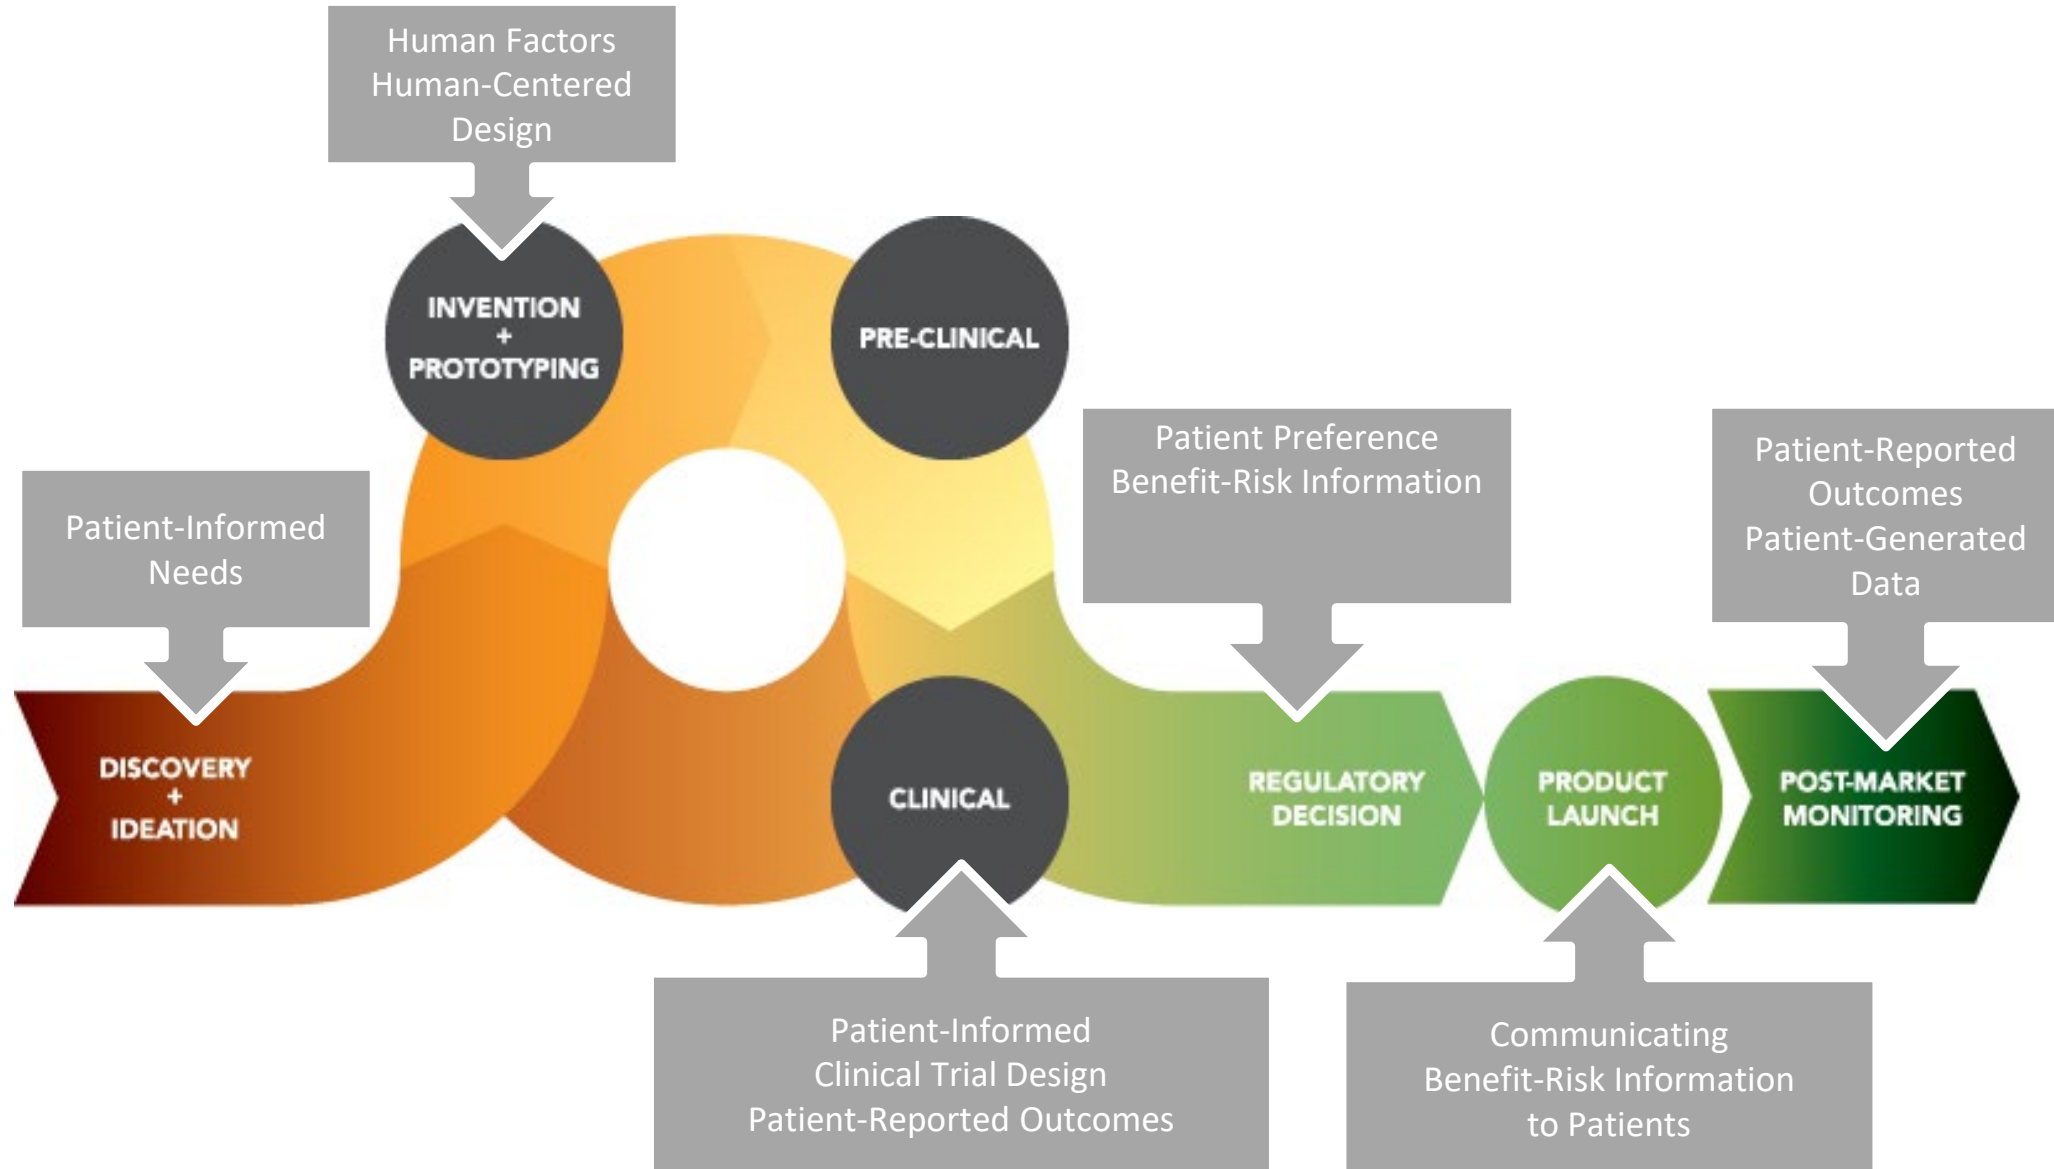 Human Factors
Human-Centered
Design
INVENTION
+
PROTOTYPING
PRE-CLINICAL
Patient Preference
Benefit-Risk Information
Patient-Reported
Outcomes
Patient-Generated
Data
Patient-Informed
Needs
DISCOVERY
+
IDEATION
CLINICAL
REGULATORY
DECISION
PRODUCT
LAUNCH
POST-MARKET
MONITORING
Patient-Informed
Clinical Trial Design
Patient-Reported Outcomes
Communicating
Benefit-Risk Information
to Patients